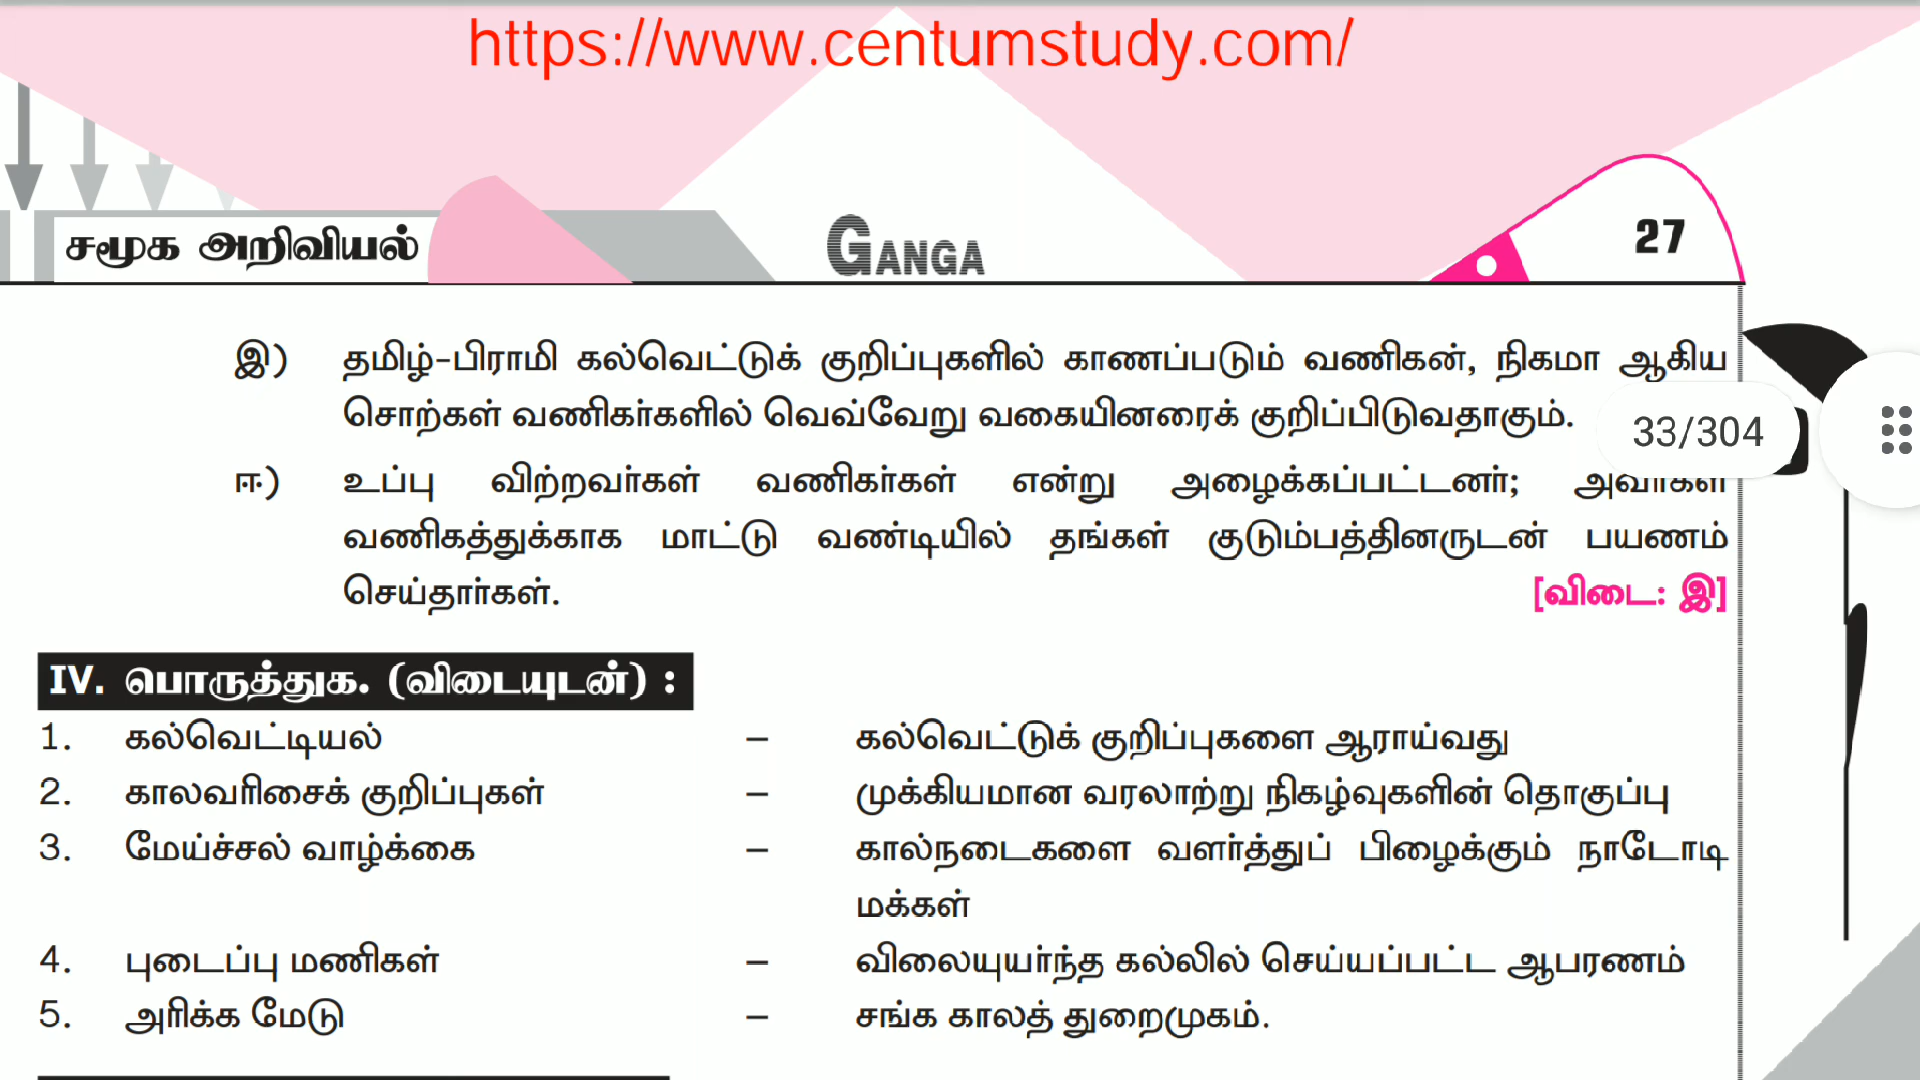 https://www.centumstudy.com/
சமூக அறிவியல்
GANGA
27
இ) தமிழ்-பிராமி கல்வெட்டுக் குறிப்புகளில் காணப்படும் வணிகன், நிகமா ஆகிய
சொற்கள் வணிகர்களில் வெவ்வேறு வகையினரைக் குறிப்பிடுவதாகும்.
33/304
ஈ) உப்பு விற்றவர்கள் வணிகர்கள் என்று அழைக்கப்பட்டனர்; அவர்கள்
வணிகத்துக்காக மாட்டு வண்டியில் தங்கள் குடும்பத்தினருடன் பயணம்
செய்தார்கள். [விடை: இ]
IV. பொருத்துக. (விடையுடன்) :
1. கல்வெட்டியல் – கல்வெட்டுக் குறிப்புகளை ஆராய்வது
2. காலவரிசைக் குறிப்புகள் – முக்கியமான வரலாற்று நிகழ்வுகளின் தொகுப்பு
3. மேய்ச்சல் வாழ்க்கை – கால்நடைகளை வளர்த்துப் பிழைக்கும் நாடோடி
மக்கள்
4. புடைப்பு மணிகள் – விலையுயர்ந்த கல்லில் செய்யப்பட்ட ஆபரணம்
5. அரிக்க மேடு – சங்க காலத் துறைமுகம்.